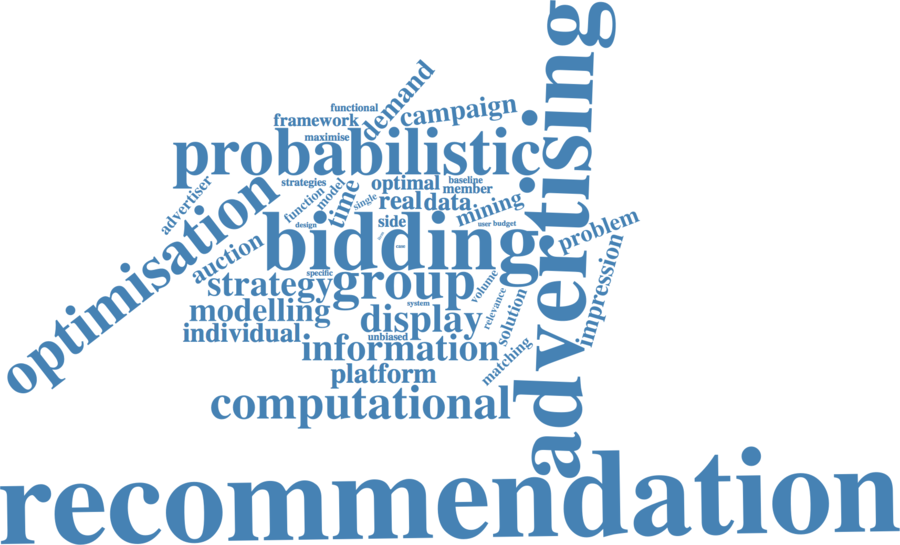 functional
demand
campaign
framework
maximise
probabilistic
advertising
strategies
optimal
baseline
member
advertiser
function
model
time
single
real
data
mining
optimisation
auction
design
side
user budget
problem
bidding
impression
specific
strategy
group
volume
system
relevance
solution
modelling
display
individual
unbiased
information
matching
platform
computational
recommendation